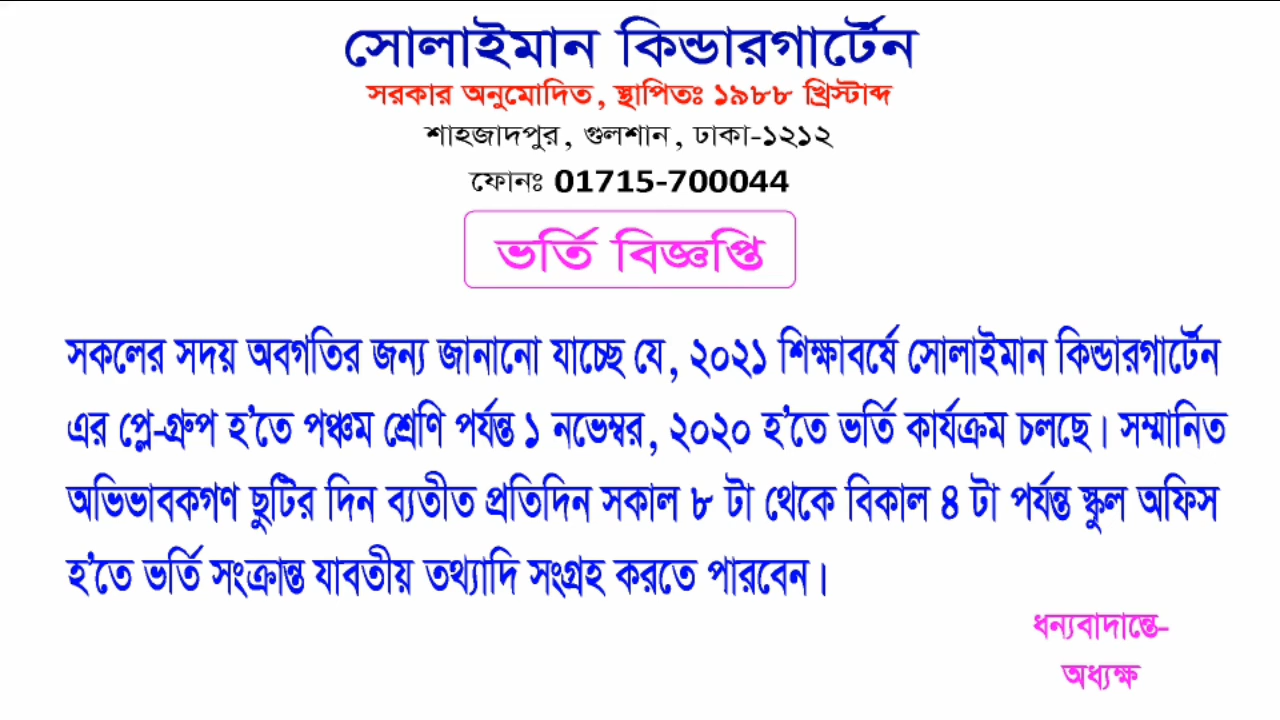 সোলাইমান কিন্ডারগার্টেন
সরকার অনুমোদিত, স্থাপিতঃ ১৯৮৮ খ্রিস্টাব্দ
শাহজাদপুর, গুলশান, ঢাকা-১২১২
ফোনঃ 01715-700044
ভর্তি বিজ্ঞপ্তি
সকলের সদয় অবগতির জন্য জানানো যাচ্ছে যে, ২০২১ শিক্ষাবর্ষে সোলাইমান কিন্ডারগার্টেন
এর প্লে-গ্রুপ হ'তে পঞ্চম শ্রেণি পর্যন্ত ১ নভেম্বর, ২০২০ হ'তে ভর্তি কার্যক্রম চলছে। সম্মানিত
অভিভাবকগণ ছুটির দিন ব্যতীত প্রতিদিন সকাল ৮ টা থেকে বিকাল ৪ টা পর্যন্ত স্কুল অফিস
হ'তে ভর্তি সংক্রান্ত যাবতীয় তথ্যাদি সংগ্রহ করতে পারবেন।
ধন্যবাদান্তে-
অধ্যক্ষ